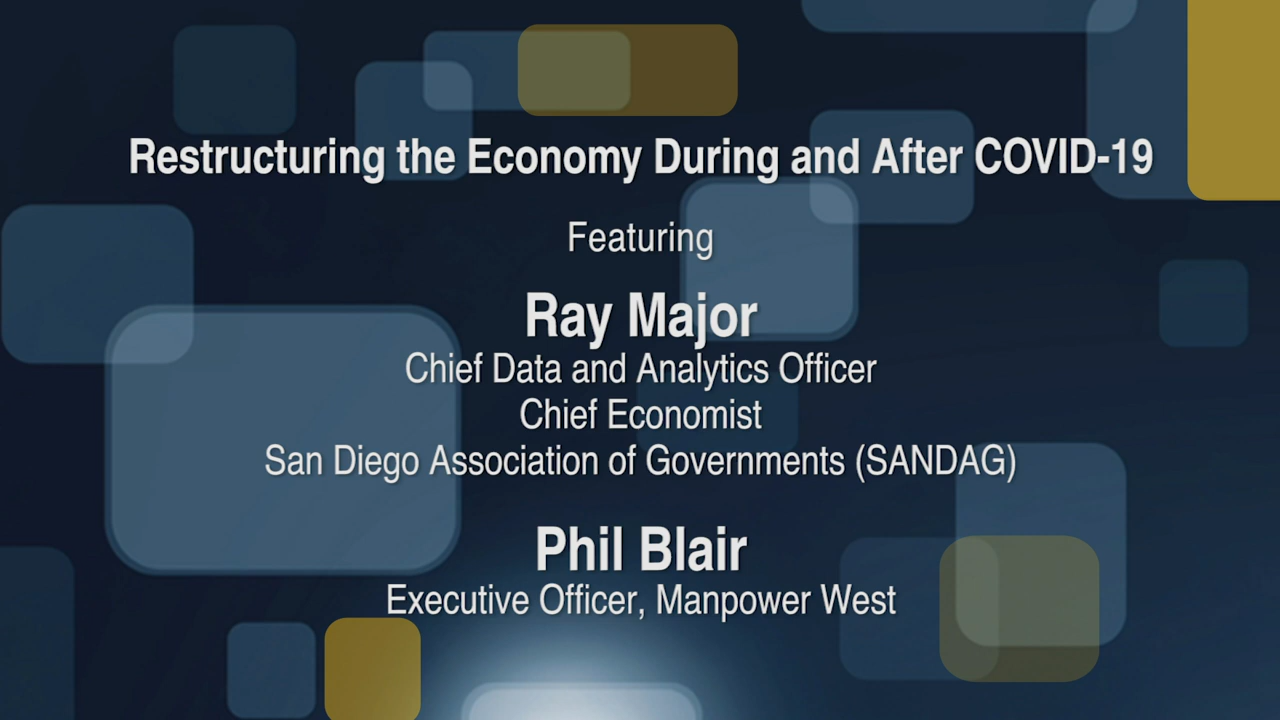 Restructuring the Economy During and After COVID-19
Featuring
Ray Major
Chief Data and Analytics Officer
Chief Economist
San Diego Association of Governments (SANDAG)
Phil Blair
Executive Officer, Manpower West